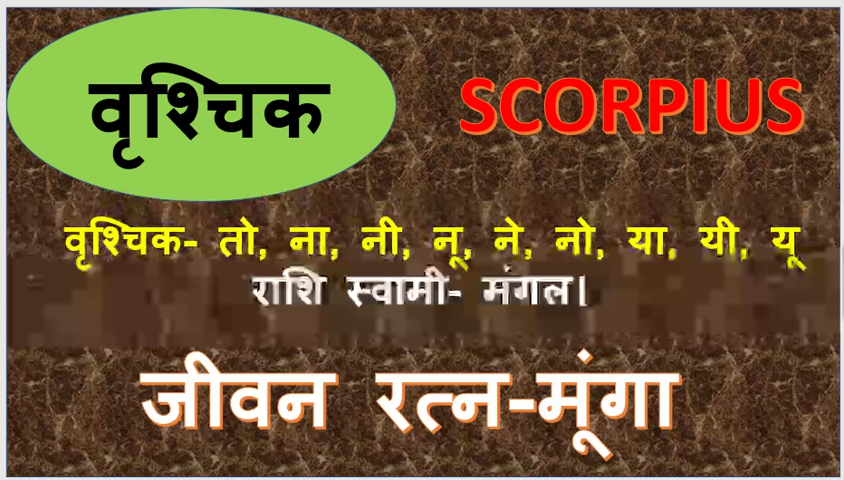 वृश्चिक
SCORPIUS
वृश्चिक- तो, ना, नी, नू, ने, नो, या, यी, यू
राशि स्वामी- मंगल।
जीवन रत्न-मूंगा